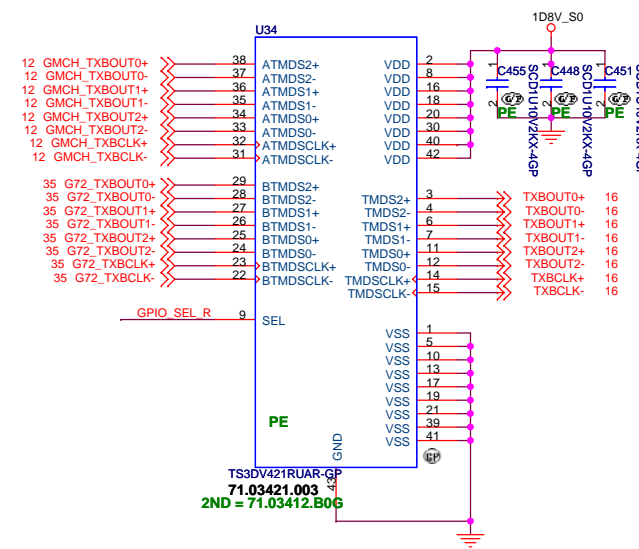 1D8V_S0
U34
12 GMCH_TXBOUT0+ 38 ATMDS2+
12 GMCH_TXBOUT0- 37 ATMDS2-
12 GMCH_TXBOUT1+ 36 ATMDS1+
12 GMCH_TXBOUT1- 35 ATMDS1-
12 GMCH_TXBOUT2+ 34 ATMDS0+
12 GMCH_TXBOUT2- 33 ATMDS0-
12 GMCH_TXBCLK+ 32 ATMDSCLK+
12 GMCH_TXBCLK- 31 ATMDSCLK-
VDD 2
VDD 8
VDD 16
VDD 18
VDD 20
VDD 30
VDD 40
VDD 42
1 C455 2 PE
SCD1U10V2KX-4GP
1 C448 2 PE
SCD1U10V2KX-4GP
1 C451 2 PE
35 G72_TXBOUT0+ 29 BTMDS2+
35 G72_TXBOUT0- 28 BTMDS2-
35 G72_TXBOUT1+ 27 BTMDS1+
35 G72_TXBOUT1- 26 BTMDS1-
35 G72_TXBOUT2+ 25 BTMDS0+
35 G72_TXBOUT2- 24 BTMDS0-
35 G72_TXBCLK+ 23 BTMDSCLK+
35 G72_TXBCLK- 22 BTMDSCLK-
TMDS2+ 3 TXBOUT0+ 16
TMDS2- 4 TXBOUT0- 16
TMDS1+ 6 TXBOUT1+ 16
TMDS1- 7 TXBOUT1- 16
TMDS0+ 11 TXBOUT2+ 16
TMDS0- 12 TXBOUT2- 16
TMDSCLK+ 14 TXBCLK+ 16
TMDSCLK- 15 TXBCLK- 16
GPIO_SEL_R 9 SEL
VSS 1
VSS 5
VSS 10
VSS 13
VSS 17
VSS 19
VSS 21
VSS 39
VSS 41
PE
GND
43
GP
TS3DV421RUAR-GP
71.03421.003
2ND = 71.03412.B0G